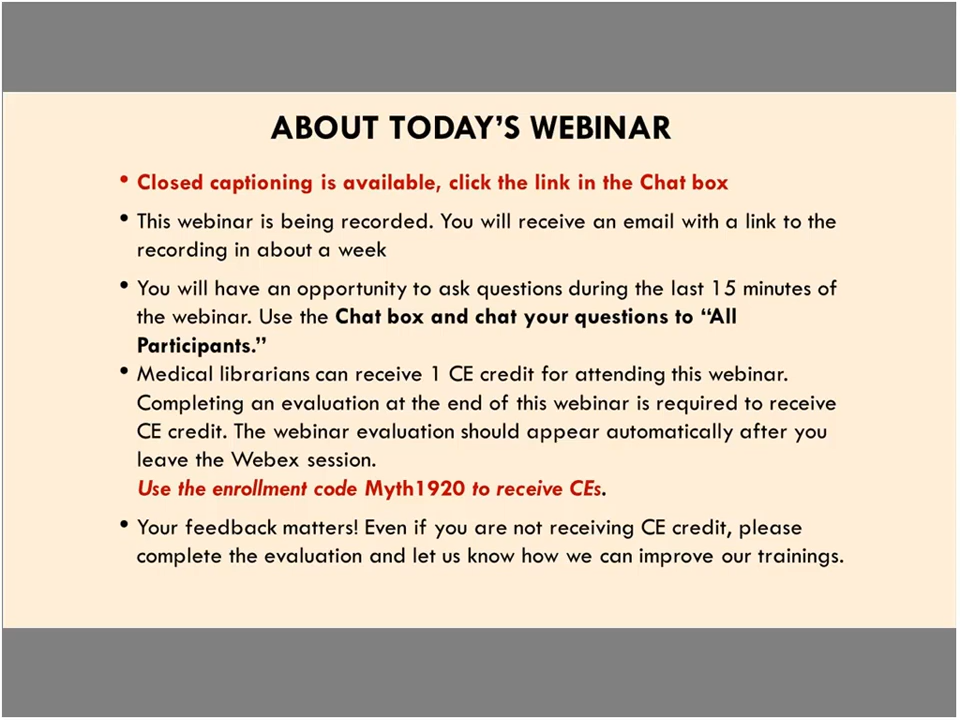 ABOUT TODAY'S WEBINAR
• Closed captioning is available, click the link in the Chat box
• This webinar is being recorded. You will receive an email with a link to the
recording in about a week
• You will have an opportunity to ask questions during the last 15 minutes of
the webinar. Use the Chat box and chat your questions to “All
Participants.”
• Medical librarians can receive 1 CE credit for attending this webinar.
Completing an evaluation at the end of this webinar is required to receive
CE credit. The webinar evaluation should appear automatically after you
leave the Webex session.
Use the enrollment code Myth1920 to receive CEs.
• Your feedback matters! Even if you are not receiving CE credit, please
complete the evaluation and let us know how we can improve our trainings.